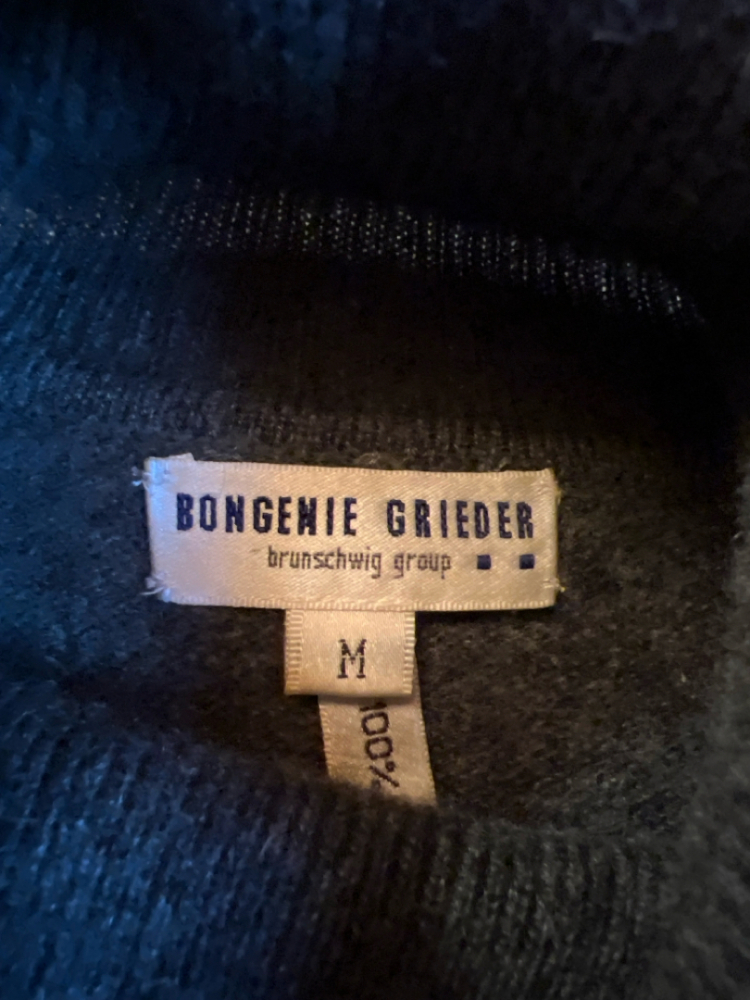 BONGENIE GRIEDER
brunschwig group
M
100%